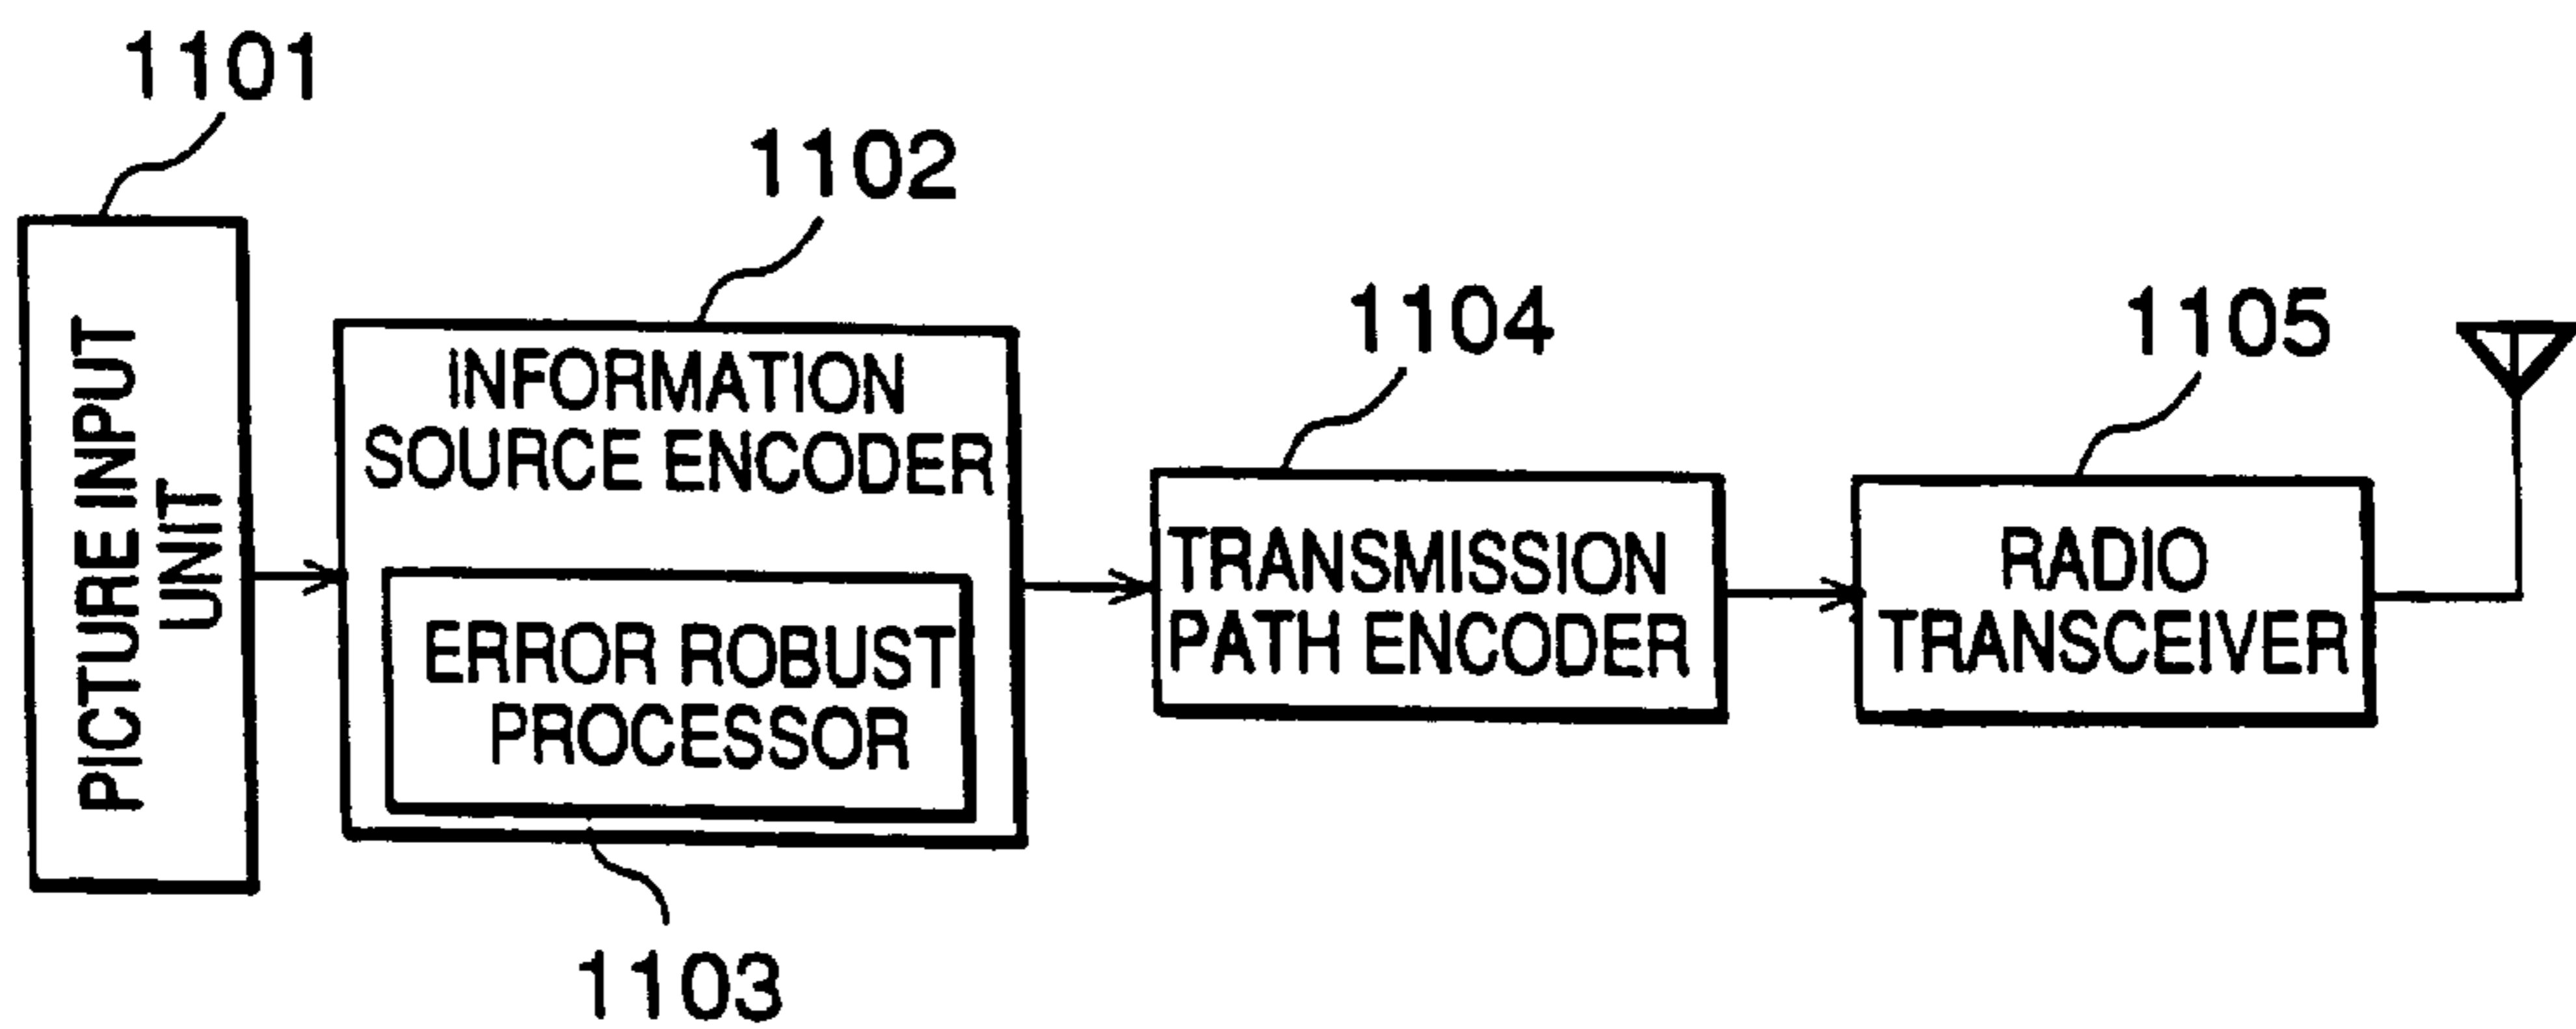 1101
PICTURE INPUT
UNIT
1102
INFORMATION
SOURCE ENCODER
ERROR ROBUST
PROCESSOR
1103
1104
TRANSMISSION
PATH ENCODER
1105
RADIO
TRANSCEIVER